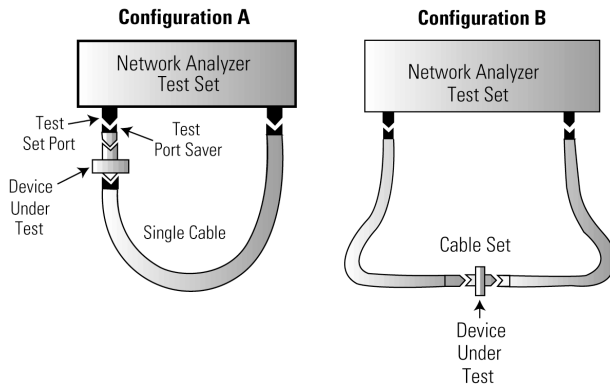 Configuration A
Network Analyzer
Test Set
Test
Set Port
Test
Port Saver
Device
Under
Test
Single Cable
Configuration B
Network Analyzer
Test Set
Cable Set
Device
Under
Test